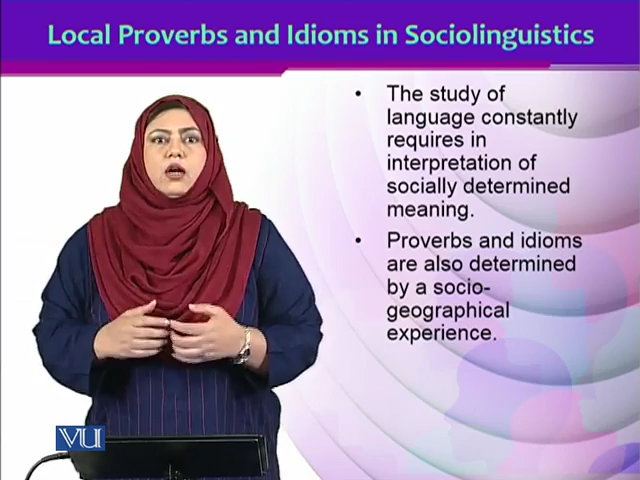 Local Proverbs and Idioms in Sociolinguistics
• The study of
language constantly
requires in
interpretation of
socially determined
meaning.
• Proverbs and idioms
are also determined
by a socio-
geographical
experience.
VU